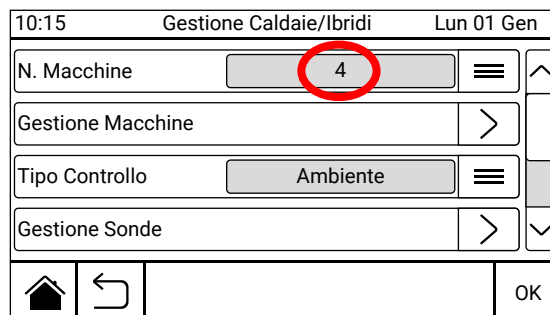 10:15 Gestione Caldaie/Ibridi Lun 01 Gen
N. Macchine 4
Gestione Macchine
Tipo Controllo Ambiente
Gestione Sonde
OK